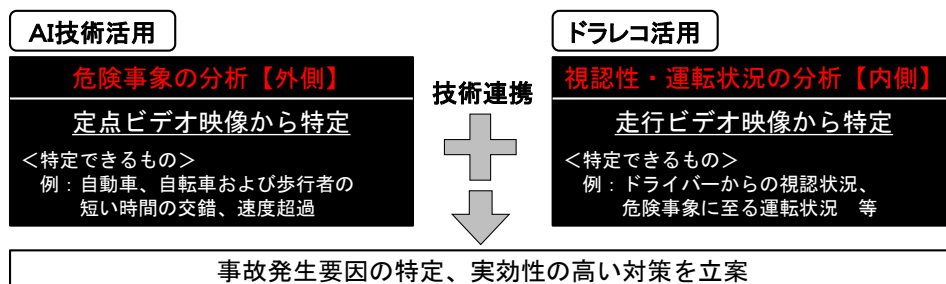 AI技術活用
危険事象の分析【外側】
定点ビデオ映像から特定
<特定できるもの>
例：自動車、自転車および歩行者の
短い時間の交錯、速度超過
技術連携
ドラレコ活用
視認性・運転状況の分析【内側】
走行ビデオ映像から特定
<特定できるもの>
例：ドライバーからの視認状況、
危険事象に至る運転状況　等
事故発生要因の特定、実効性の高い対策を立案